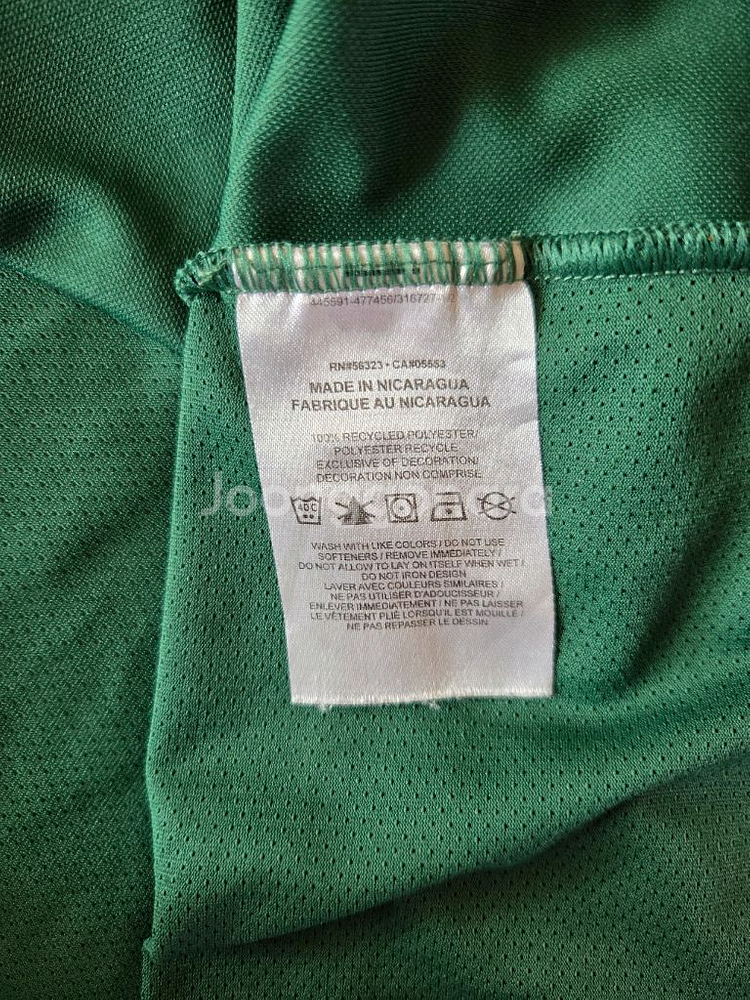 RN#56323 • CA#05553
MADE IN NICARAGUA
FABRIQUE AU NICARAGUA
100% RECYCLED POLYESTER/
POLYESTER RECYCLE
EXCLUSIVE OF DECORATION/
DECORATION NON COMPRISE
40C
WASH WITH LIKE COLORS / DO NOT USE
SOFTENERS / REMOVE IMMEDIATELY /
DO NOT ALLOW TO LAY ON ITSELF WHEN WET /
DO NOT IRON DESIGN
LAVER AVEC COULEURS SIMILAIRES /
NE PAS UTILISER D'ADOUCISSEUR /
ENLEVER IMMEDIATEMENT / NE PAS LAISSER
LE VÊTEMENT PLIÉ LORSQU'IL EST MOUILLÉ /
NE PAS REPASSER LE DESSIN